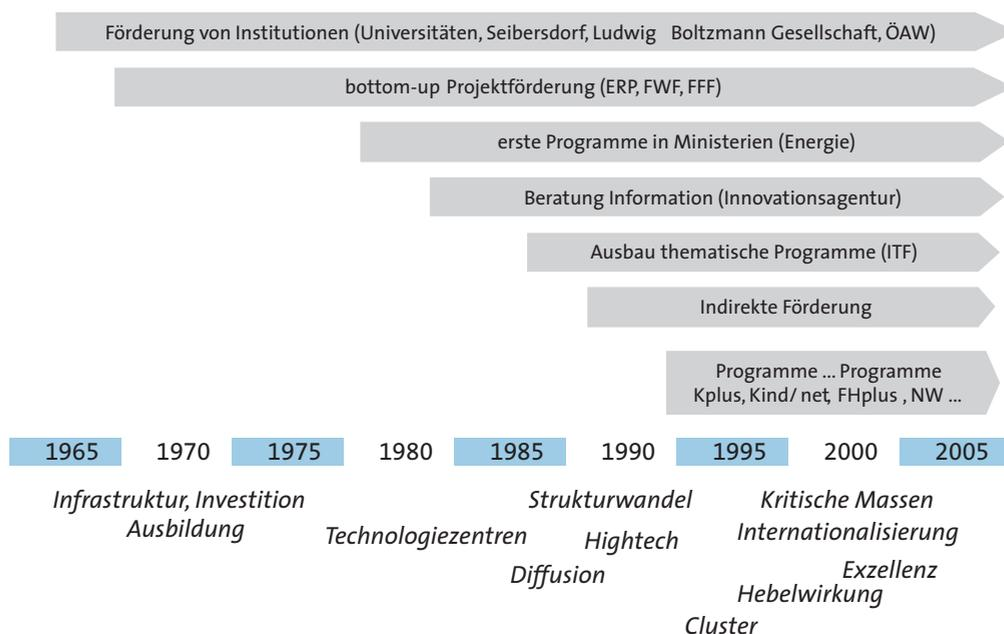 Förderung von Institutionen (Universitäten, Seibersdorf, Ludwig Boltzmann Gesellschaft, ÖAW)
bottom-up Projektförderung (ERP, FWF, FFF)
erste Programme in Ministerien (Energie)
Beratung Information (Innovationsagentur)
Ausbau thematische Programme (ITF)
Indirekte Förderung
Programme ... Programme
Kplus, Kind/ net, FHplus , NW ...
1965 1970 1975 1980 1985 1990 1995 2000 2005
Infrastruktur, Investition
Ausbildung
Technologiezentren
Strukturwandel
Hightech
Diffusion
Kritische Massen
Internationalisierung
Exzellenz
Hebelwirkung
Cluster